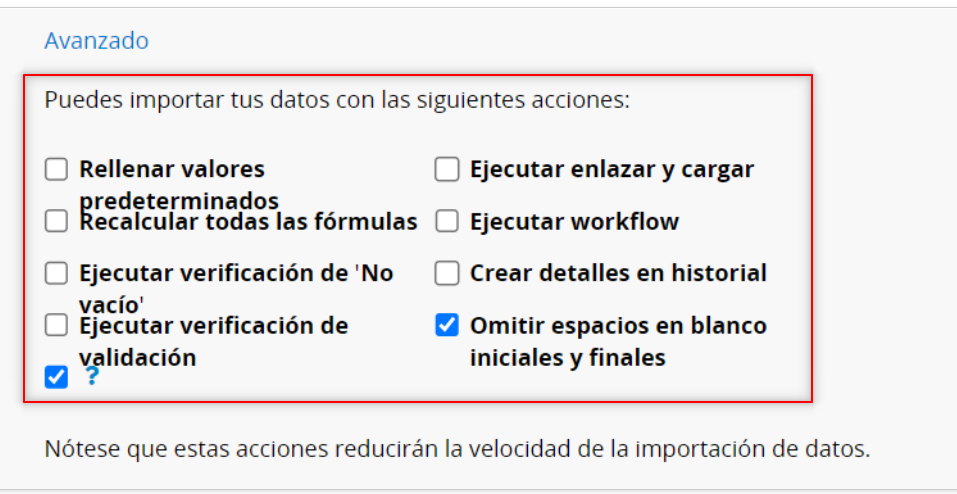 Avanzado
Puedes importar tus datos con las siguientes acciones:
Rellenar valores
predeterminados
Ejecutar enlazar y cargar
Recalcular todas las fórmulas
Ejecutar workflow
Ejecutar verificación de 'No
vacío'
Crear detalles en historial
Ejecutar verificación de
validación
Omitir espacios en blanco
iniciales y finales
?
Nótese que estas acciones reducirán la velocidad de la importación de datos.